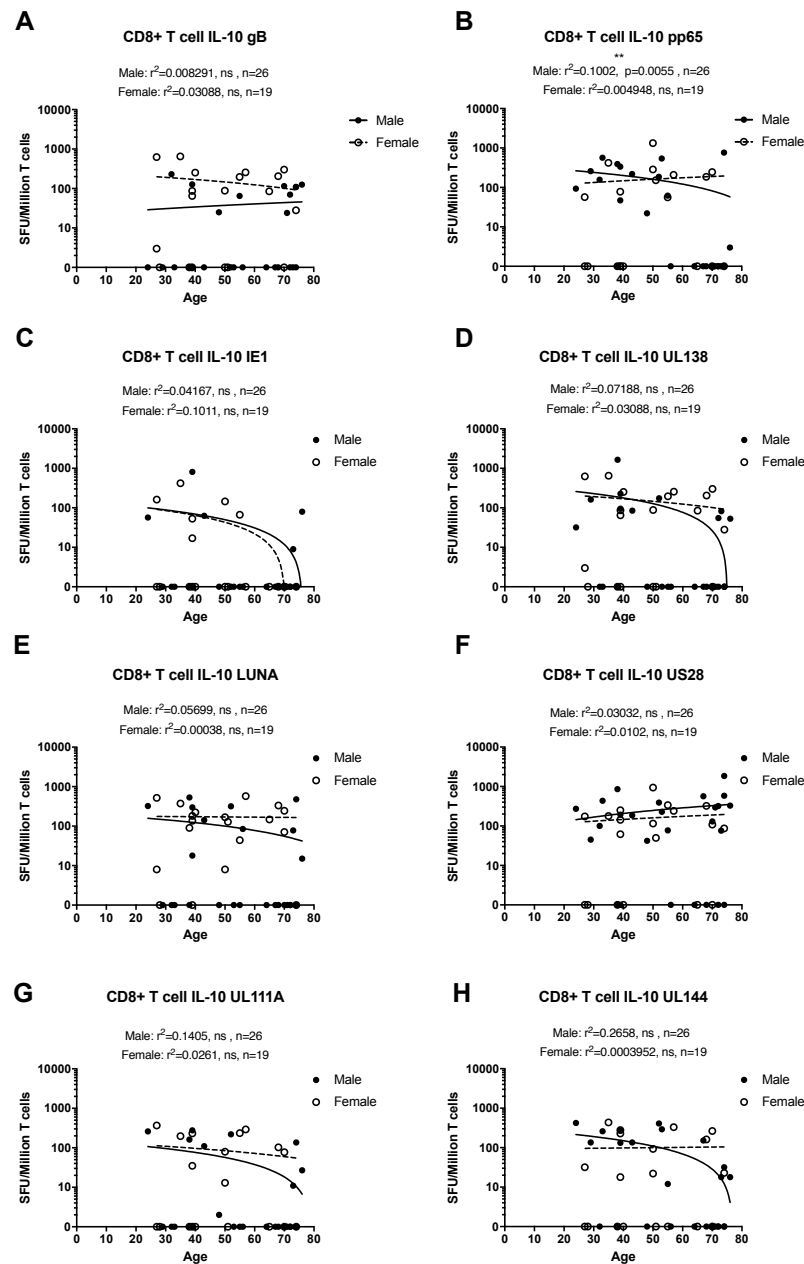 A
CD8+ T cell IL-10 gB
Male: r²=0.008291, ns , n=26
Female: r²=0.03088, ns, n=19
10000
1000
100
10
0
0 10 20 30 40 50 60 70 80
Age
SFU/Million T cells
Male
Female
B
CD8+ T cell IL-10 pp65
**
Male: r²=0.1002, p=0.0055 , n=26
Female: r²=0.004948, ns, n=19
10000
1000
100
10
0
0 10 20 30 40 50 60 70 80
Age
SFU/Million T cells
Male
Female
C
CD8+ T cell IL-10 IE1
Male: r²=0.04167, ns , n=26
Female: r²=0.1011, ns, n=19
10000
1000
100
10
0
0 10 20 30 40 50 60 70 80
Age
SFU/Million T cells
Male
Female
D
CD8+ T cell IL-10 UL138
Male: r²=0.07188, ns , n=26
Female: r²=0.03088, ns, n=19
10000
1000
100
10
0
0 10 20 30 40 50 60 70 80
Age
SFU/Million T cells
Male
Female
E
CD8+ T cell IL-10 LUNA
Male: r²=0.05699, ns , n=26
Female: r²=0.00038, ns, n=19
10000
1000
100
10
0
0 10 20 30 40 50 60 70 80
Age
SFU/Million T cells
Male
Female
F
CD8+ T cell IL-10 US28
Male: r²=0.03032, ns , n=26
Female: r²=0.0102, ns, n=19
10000
1000
100
10
0
0 10 20 30 40 50 60 70 80
Age
SFU/Million T cells
Male
Female
G
CD8+ T cell IL-10 UL111A
Male: r²=0.1405, ns , n=26
Female: r²=0.0261, ns, n=19
10000
1000
100
10
0
0 10 20 30 40 50 60 70 80
Age
SFU/Million T cells
Male
Female
H
CD8+ T cell IL-10 UL144
Male: r²=0.2658, ns , n=26
Female: r²=0.0003952, ns, n=19
10000
1000
100
10
0
0 10 20 30 40 50 60 70 80
Age
SFU/Million T cells
Male
Female